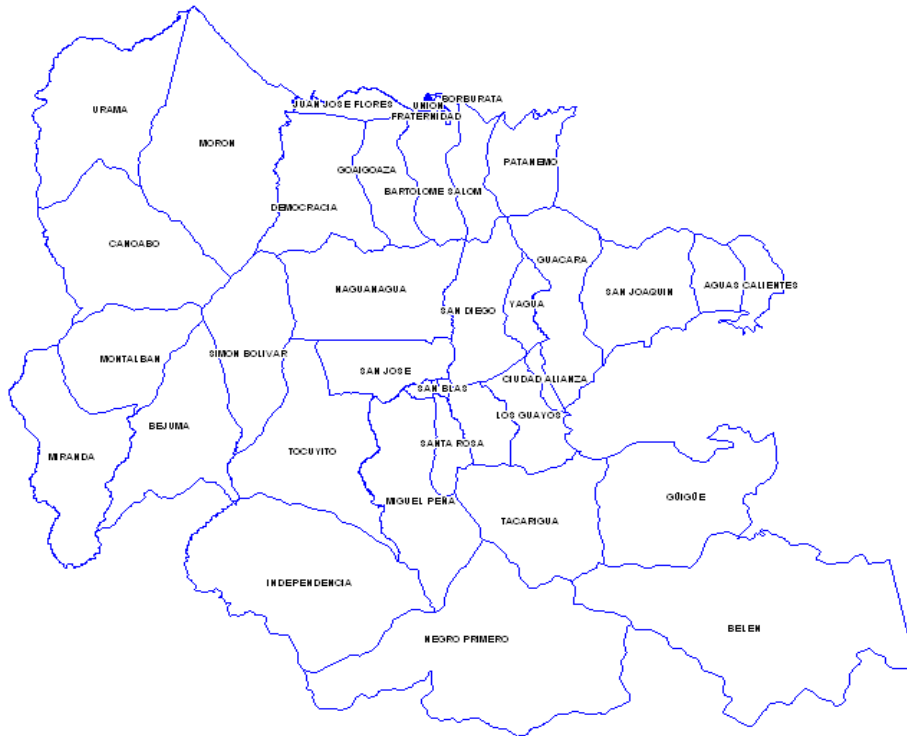 BORBURATA
JUAN JOSE FLORES
UNION
URAMA
FRATERNIDAD
MORON
PATANEMO
GOAIGOAZA
BARTOLOME SALOM
DEMOCRACIA
CANOABO
GUACARA
NAGUANAGUA
AGUAS CALIENTES
SAN JOAQUIN
YAGUA
SAN DIEGO
SIMON BOLIVAR
MONTALBAN
SAN JOSE
CIUDAD ALIANZA
SAN BLAS
LOS GUAYOS
BEJUMA
SANTA ROSA
TOCUYITO
MIRANDA
GÜIGÜE
MIGUEL PEÑA
TACARIGUA
INDEPENDENCIA
BELEN
NEGRO PRIMERO